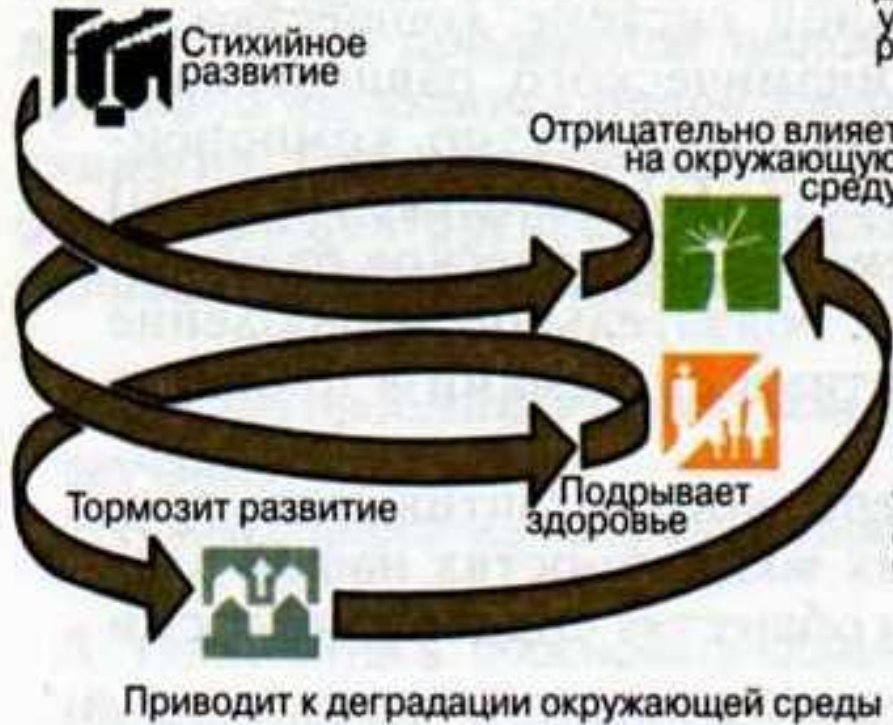 Стихийное
развитие
Отрицательно влияет
на окружающую
среду
Подрывает
здоровье
Тормозит развитие
Приводит к деградации окружающей среды